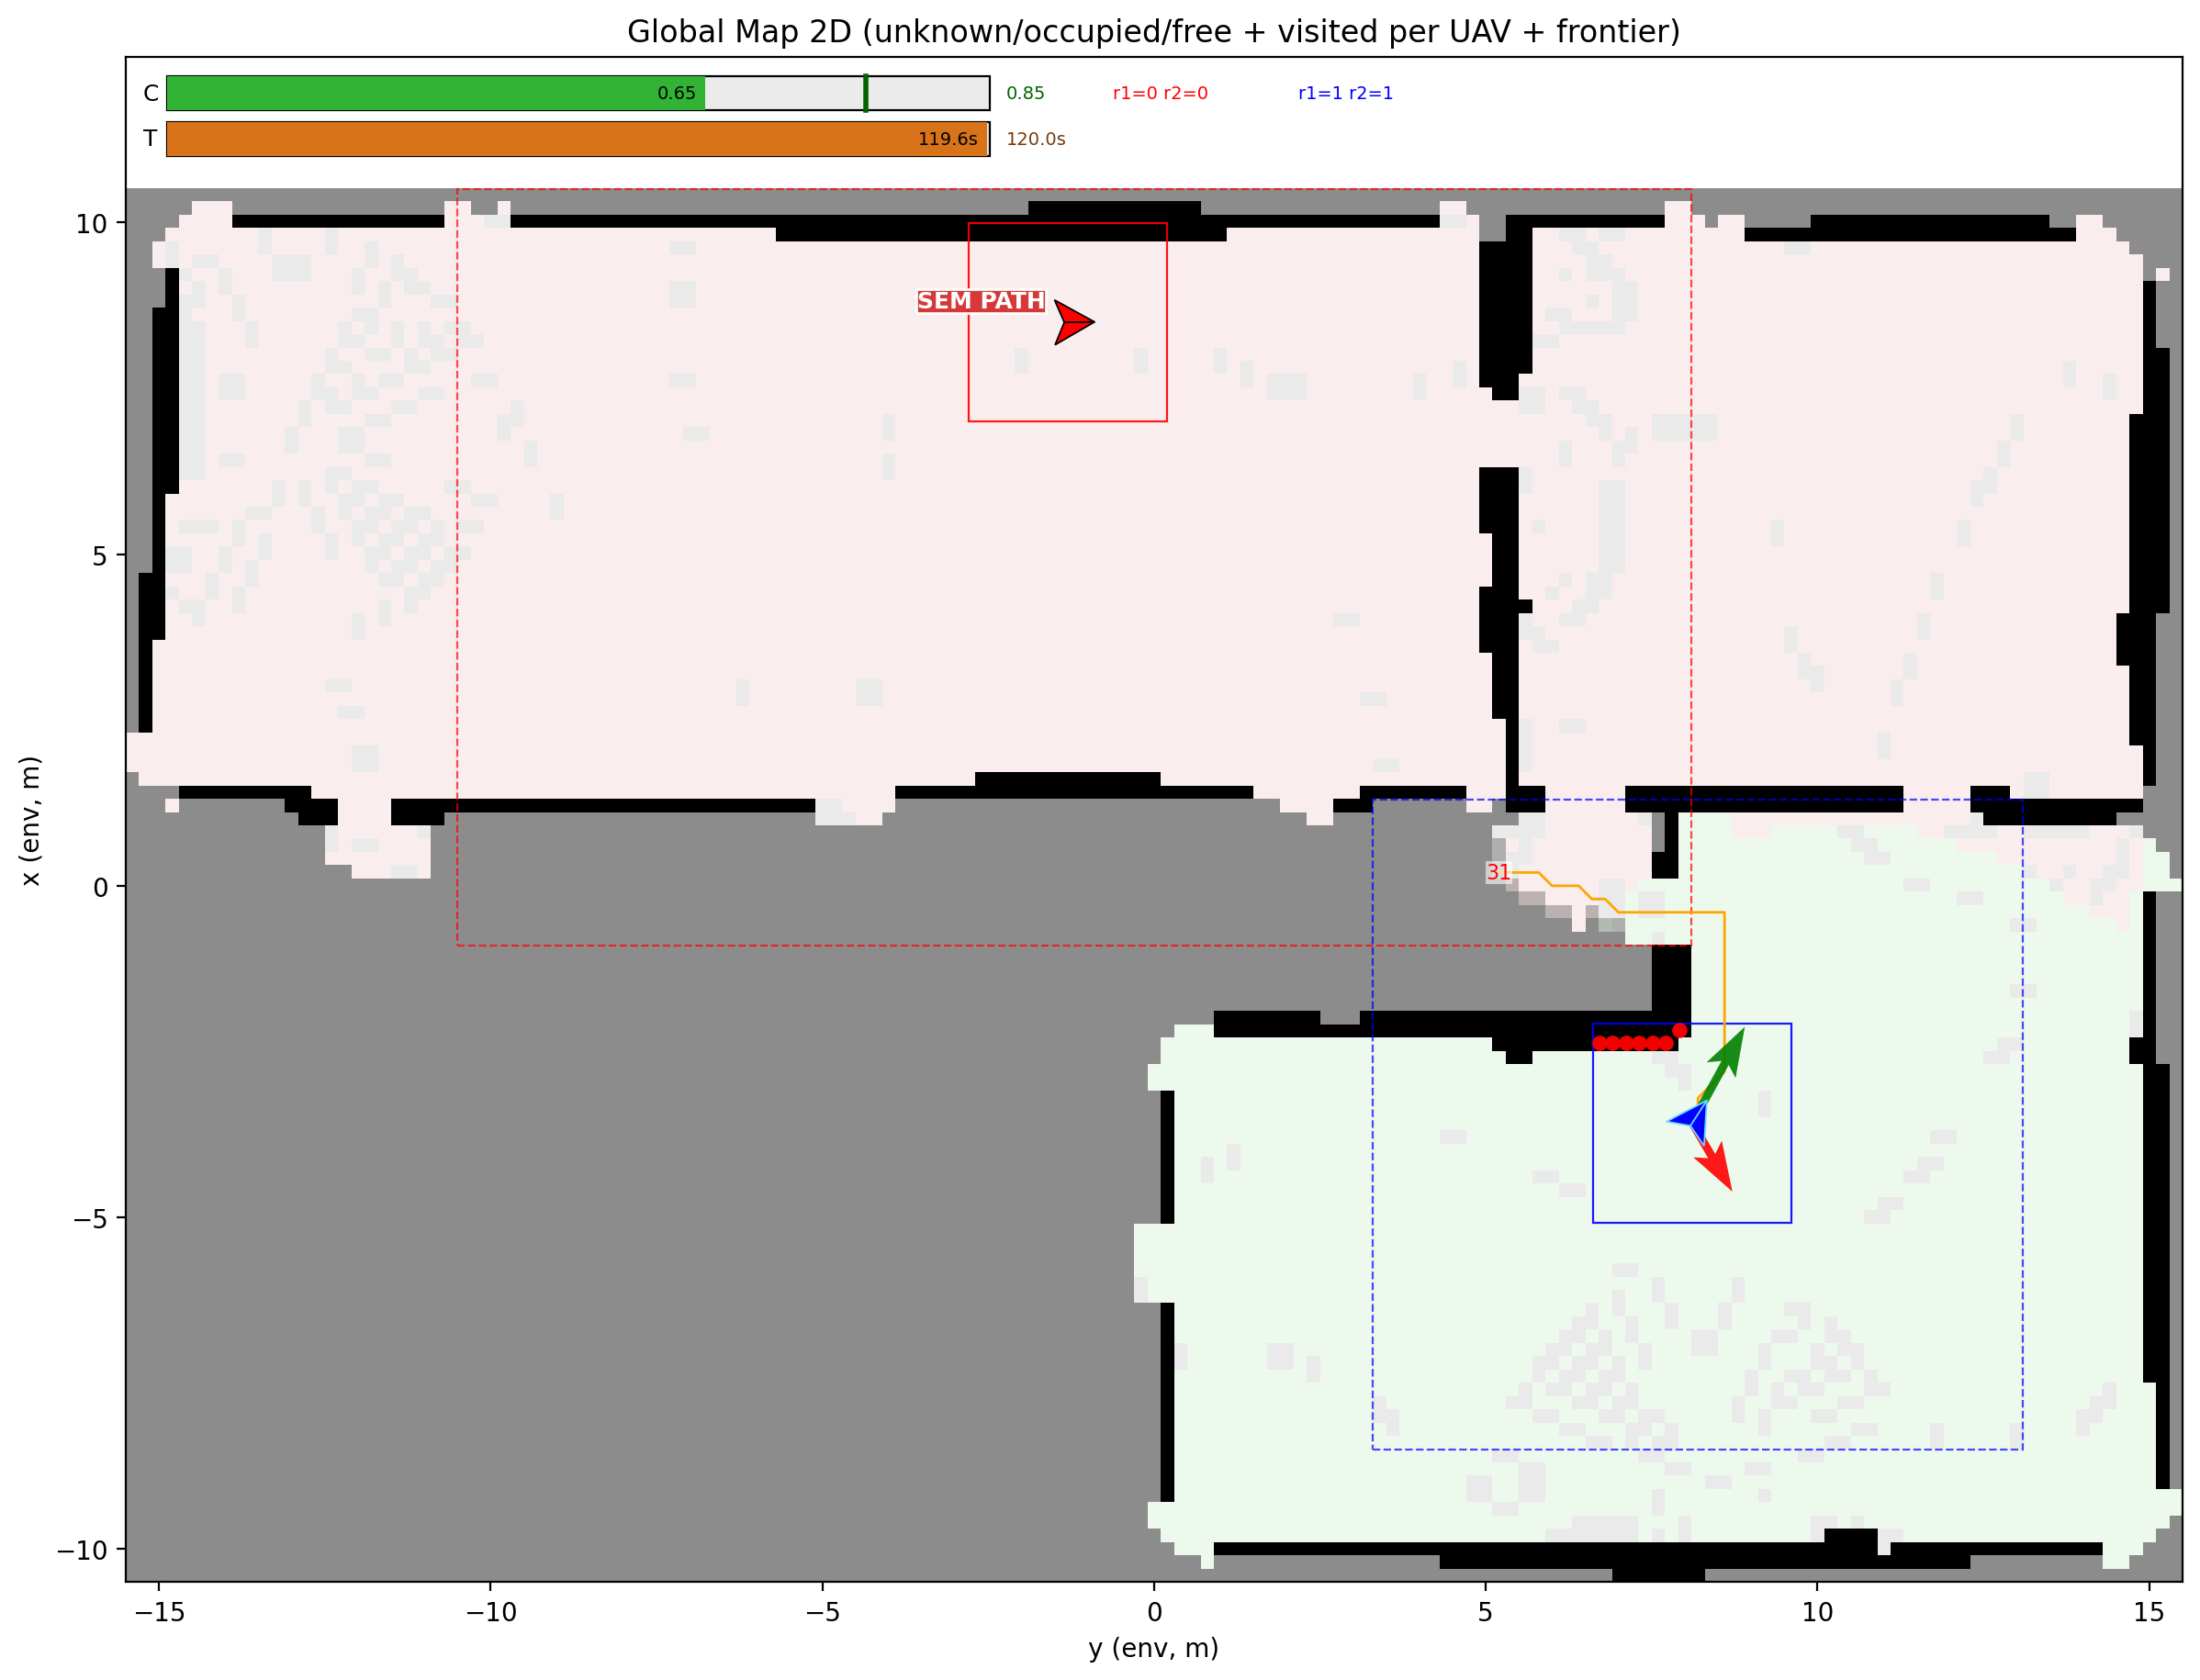 Global Map 2D (unknown/occupied/free + visited per UAV + frontier)
C 0.65 0.85 r1=0 r2=0 r1=1 r2=1
T 119.6s 120.0s
10
SEM PATH
5
x (env, m)
0
31
−5
−10
−15 −10 −5 0 5 10 15
y (env, m)